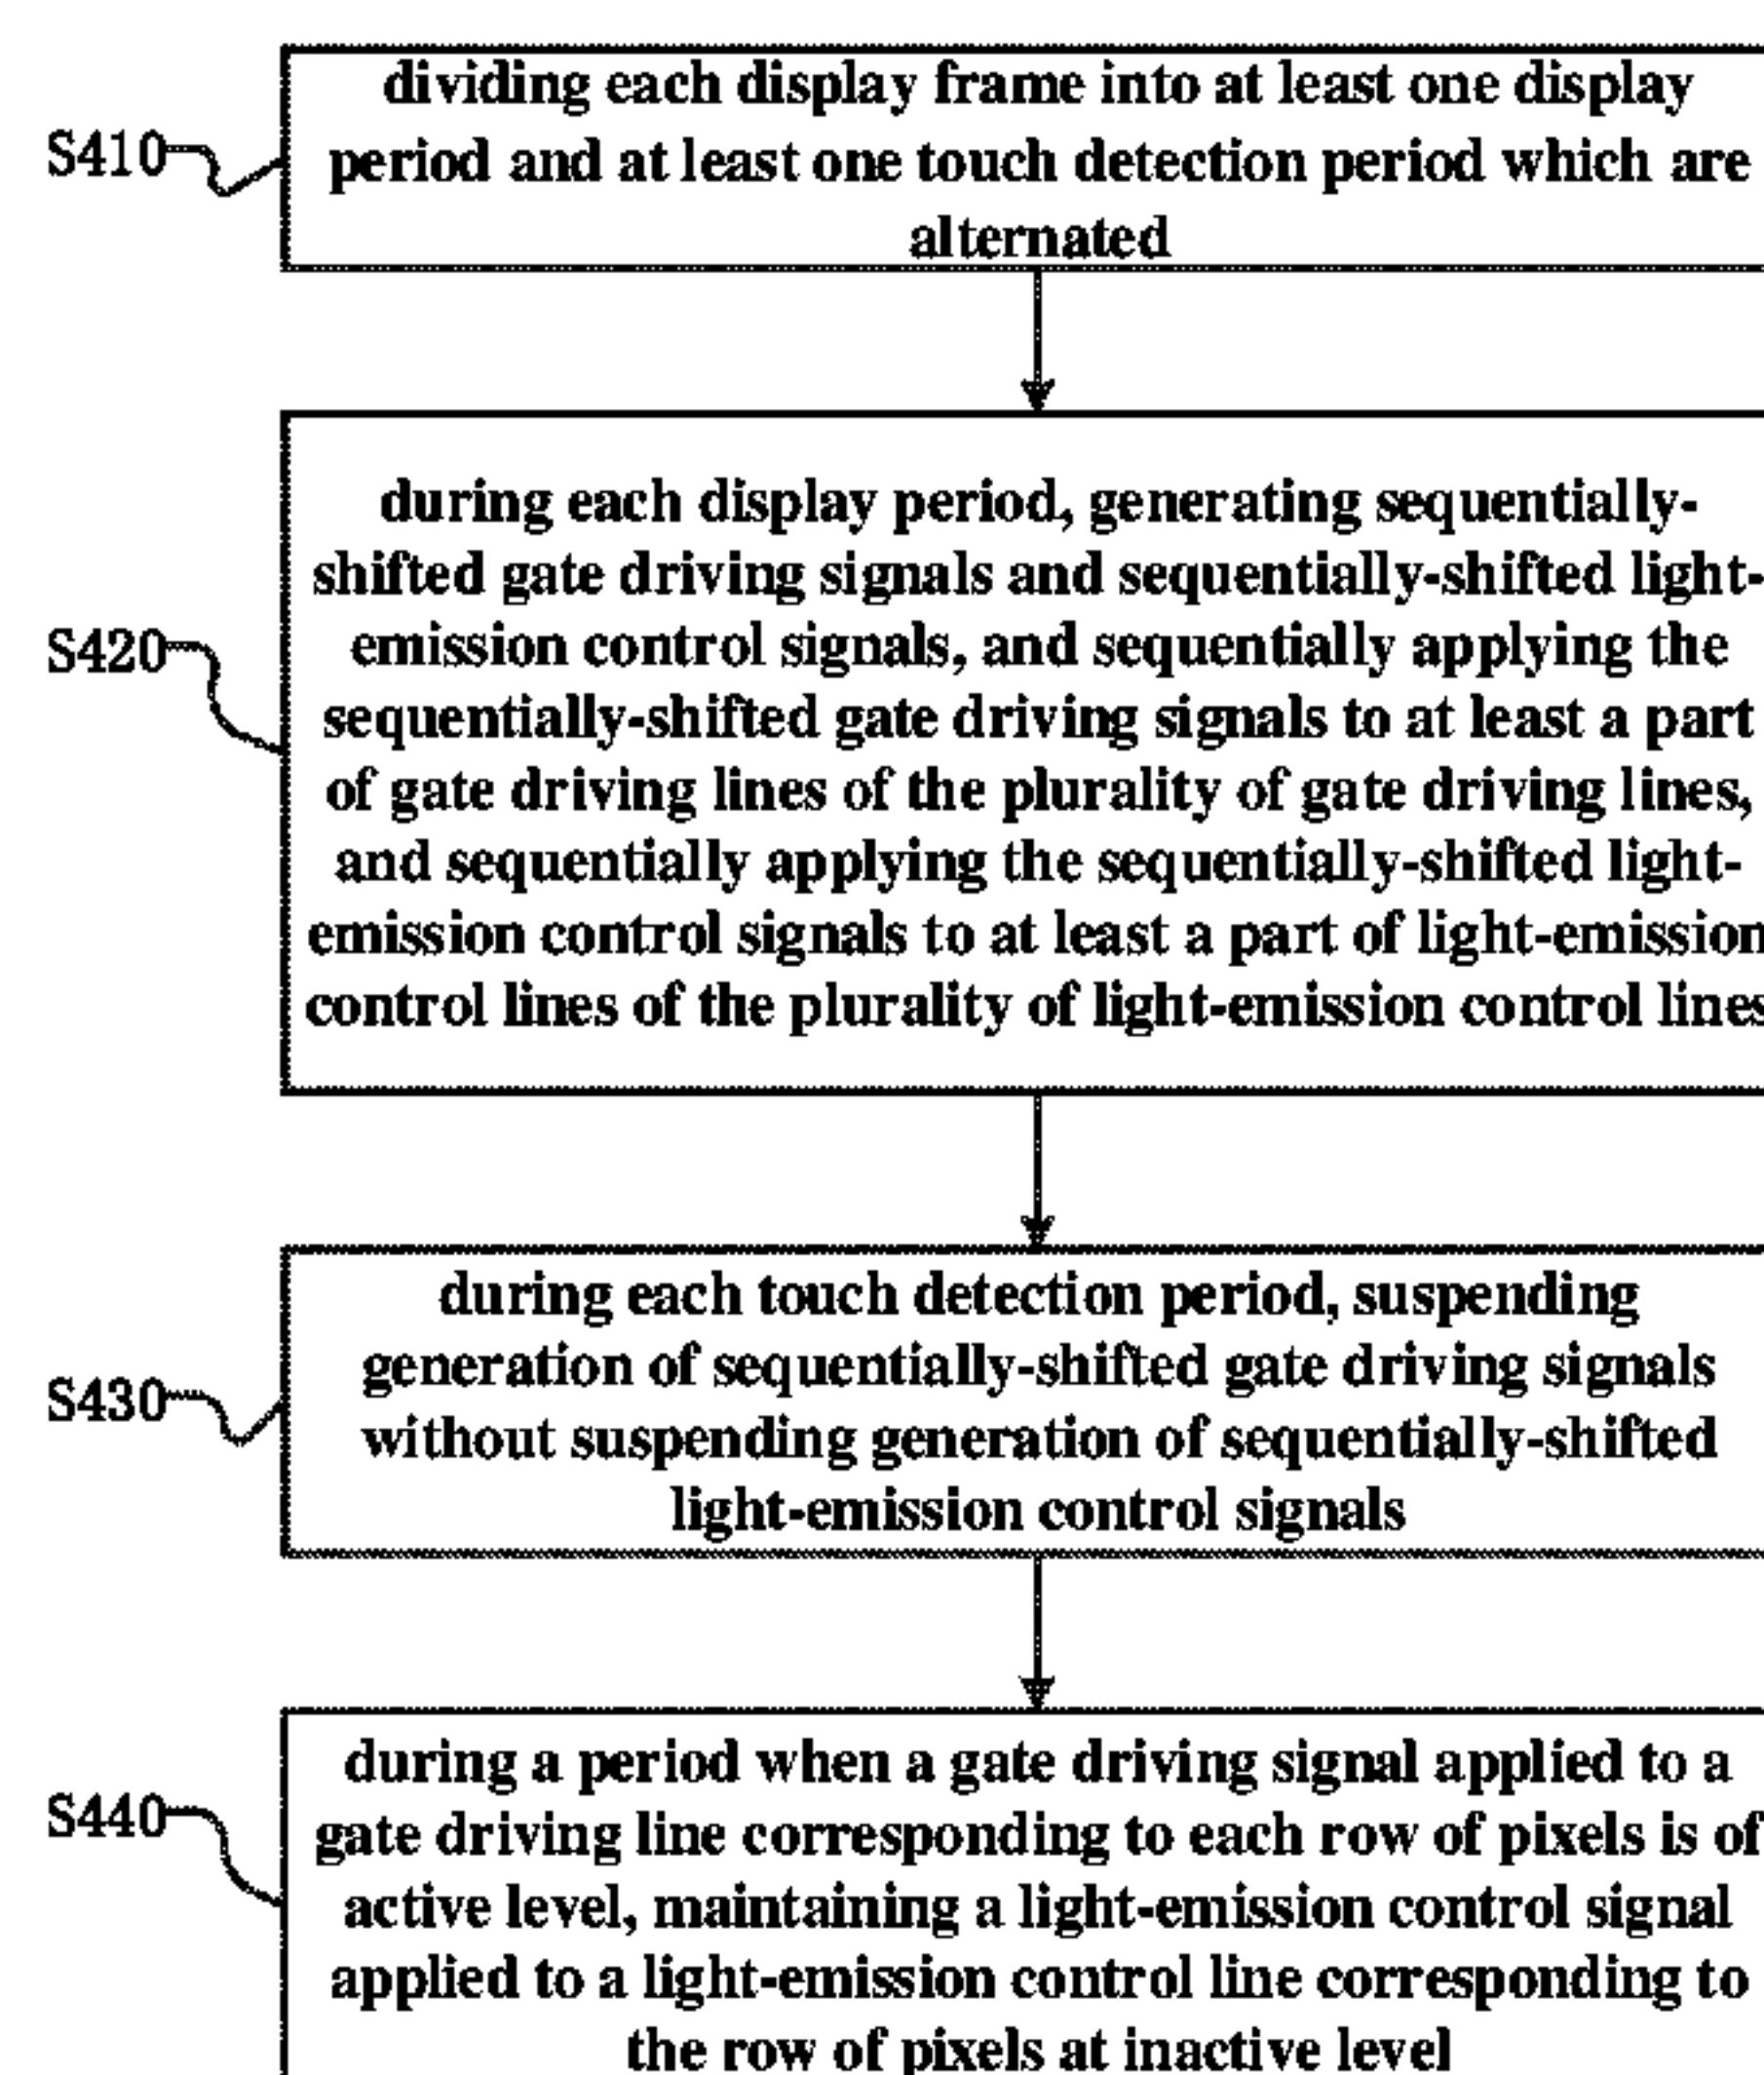 dividing each display frame into at least one display
S410
period and at least one touch detection period which are
alternated
during each display period, generating sequentially-
shifted gate driving signals and sequentially-shifted light-
S420
emission control signals, and sequentially applying the
sequentially-shifted gate driving signals to at least a part
of gate driving lines of the plurality of gate driving lines,
and sequentially applying the sequentially-shifted light-
emission control signals to at least a part of light-emission
control lines of the plurality of light-emission control lines
during each touch detection period, suspending
generation of sequentially-shifted gate driving signals
S430
without suspending generation of sequentially-shifted
light-emission control signals
during a period when a gate driving signal applied to a
S440
gate driving line corresponding to each row of pixels is of
active level, maintaining a light-emission control signal
applied to a light-emission control line corresponding to
the row of pixels at inactive level